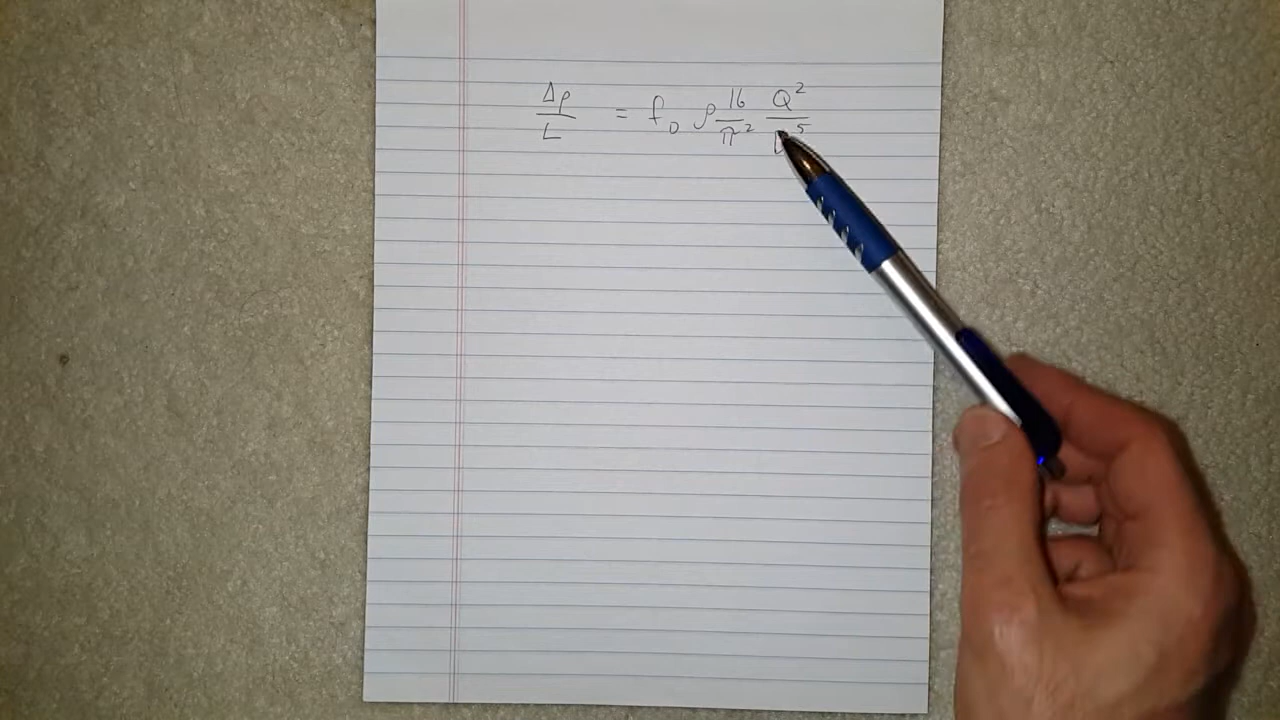 Δp/L = f_D ρ 16/π² Q²/D⁵